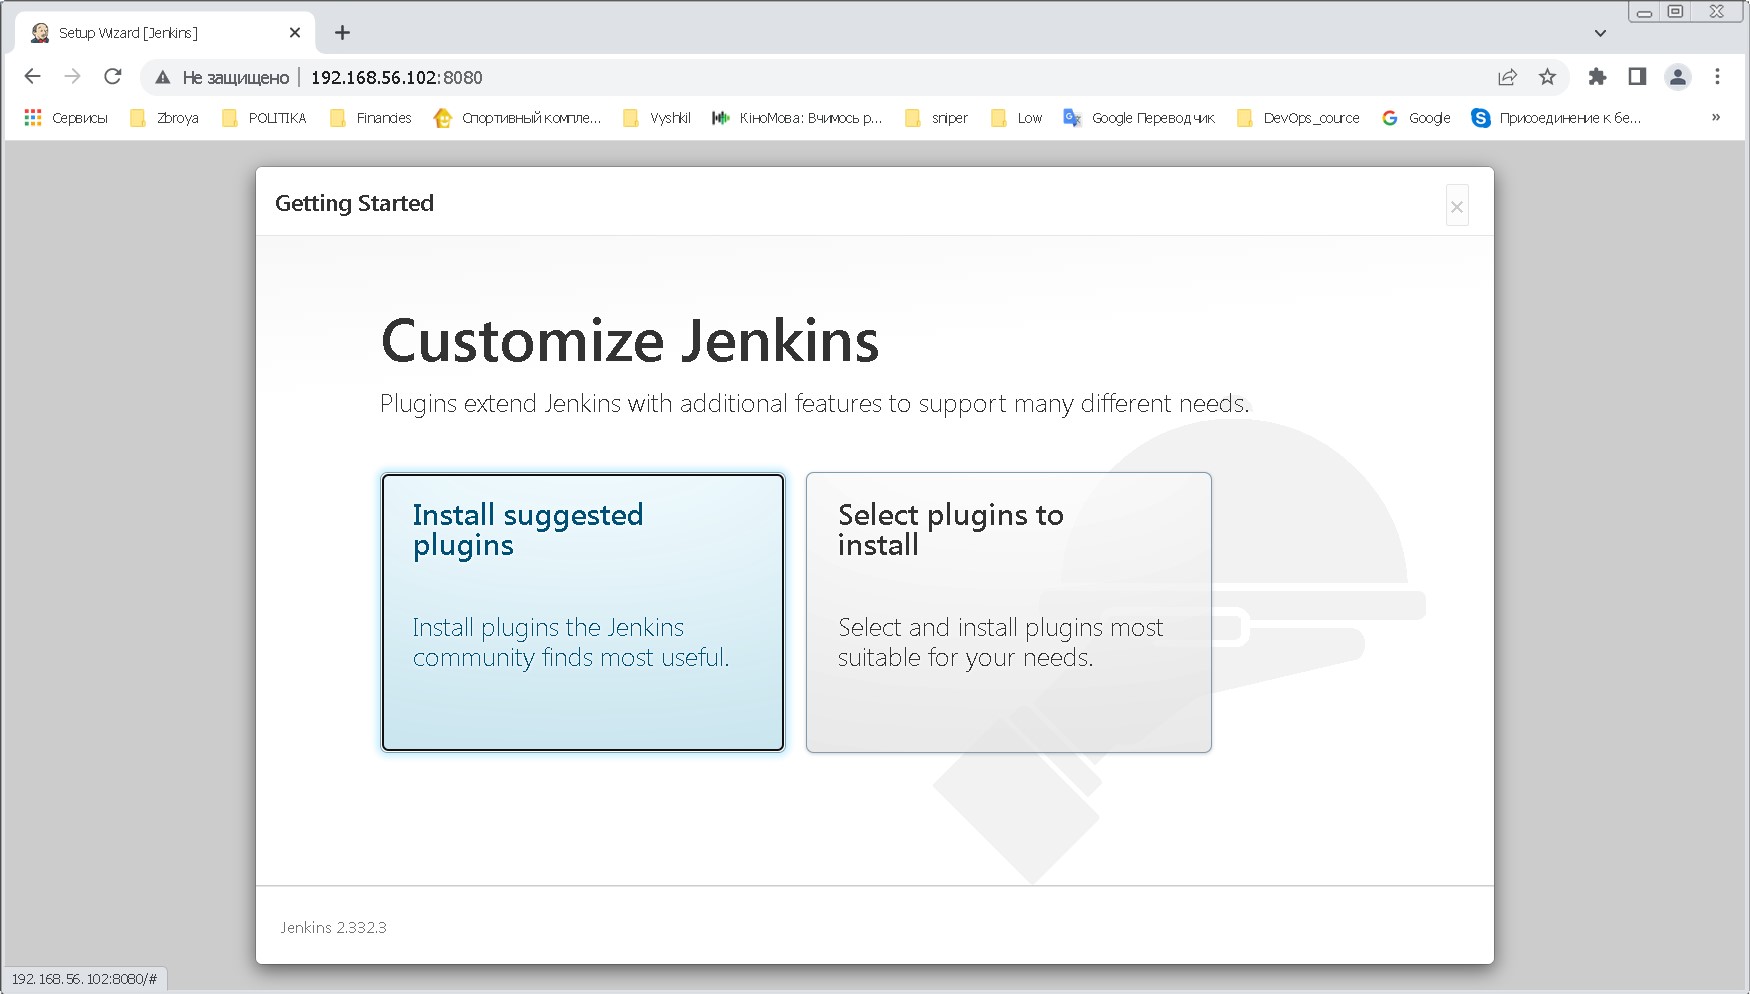 Setup Wizard [Jenkins]
Не защищено 192.168.56.102:8080
Сервисы Zbroya POLITIKA Financies Спортивный компле... Vyshkil КіноМова: Вчимось р... sniper Low Google Переводчик DevOps_cource Google Присоединение к бе... »
Getting Started
Customize Jenkins
Plugins extend Jenkins with additional features to support many different needs.
Install suggested
plugins
Install plugins the Jenkins
community finds most useful.
Select plugins to
install
Select and install plugins most
suitable for your needs.
Jenkins 2.332.3
192.168.56.102:8080/#